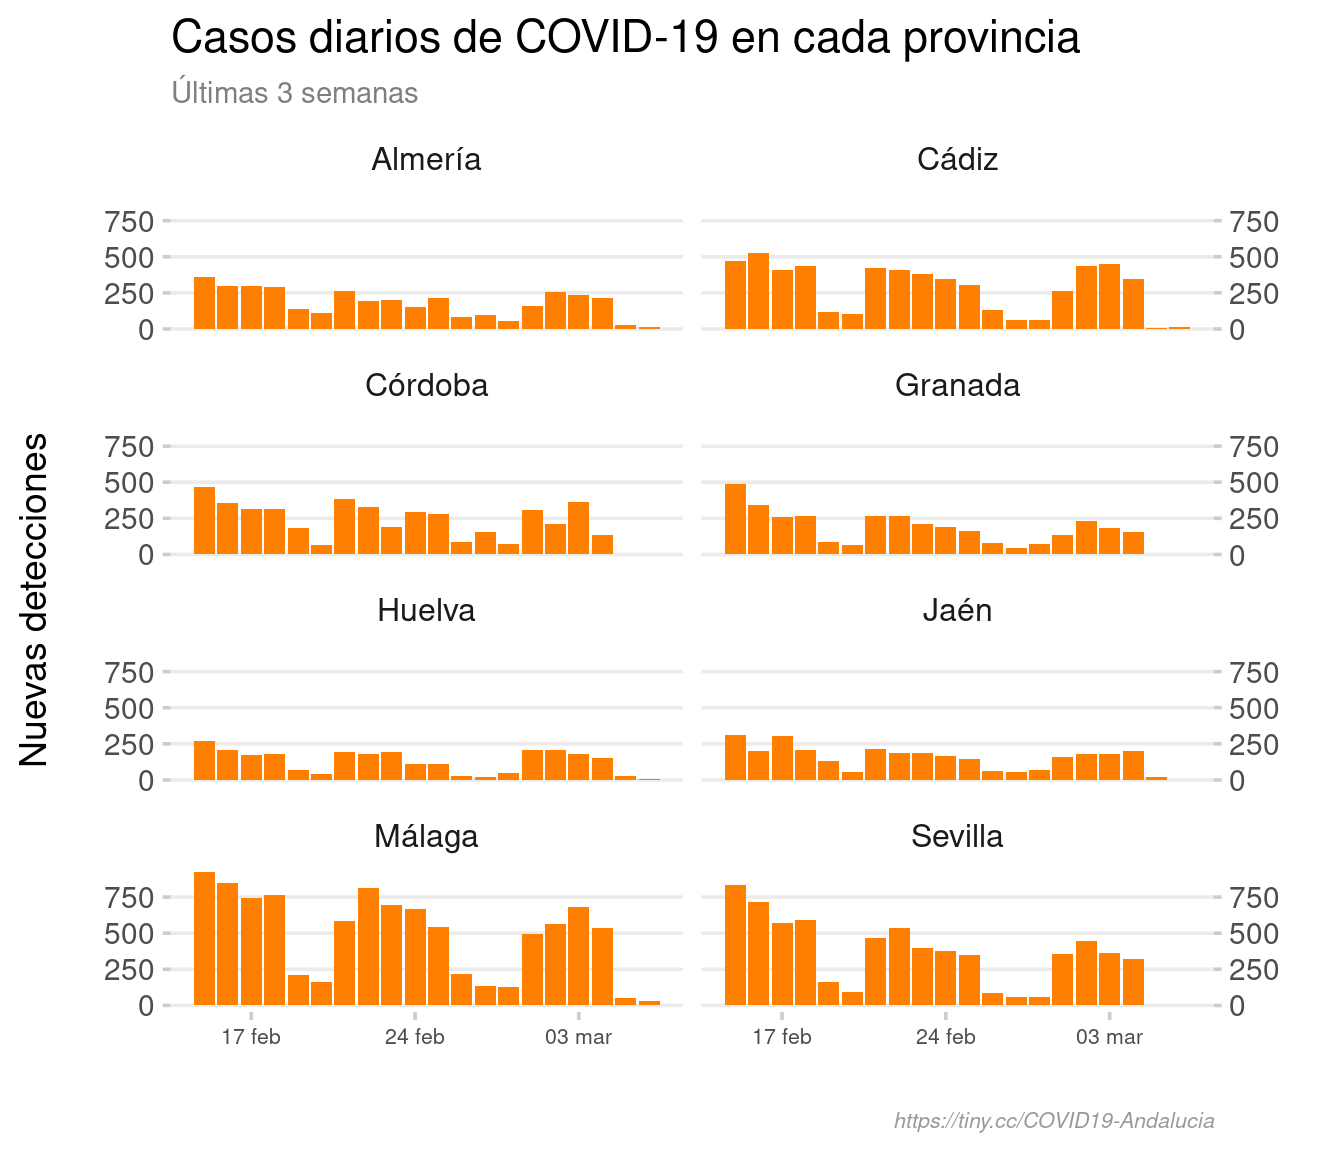 Casos diarios de COVID-19 en cada provincia
Últimas 3 semanas
Nuevas detecciones
Almería
Cádiz
750
500
250
0
750
500
250
0
Córdoba
Granada
750
500
250
0
750
500
250
0
Huelva
Jaén
750
500
250
0
750
500
250
0
Málaga
Sevilla
750
500
250
0
750
500
250
0
17 feb 24 feb 03 mar
17 feb 24 feb 03 mar
https://tiny.cc/COVID19-Andalucia